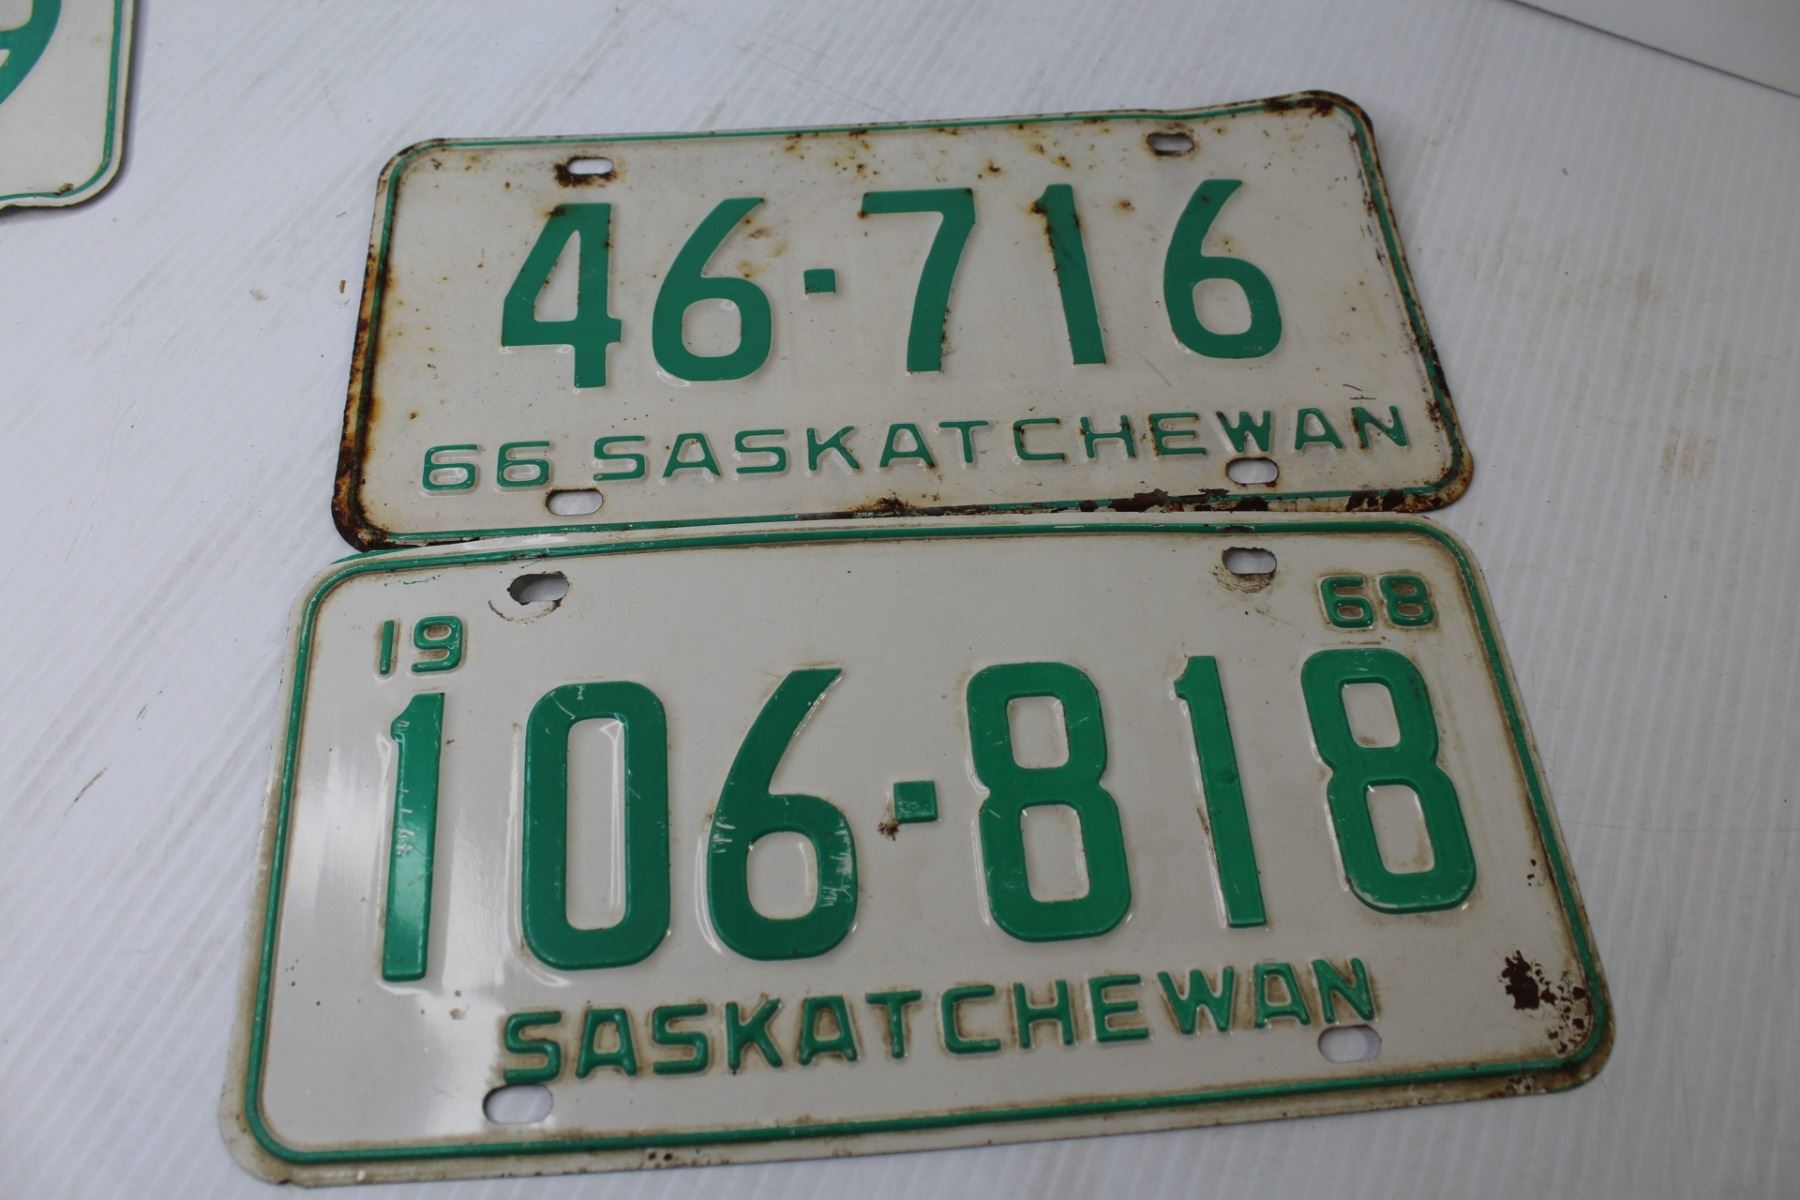 46-716
66 SASKATCHEWAN
19 68
106-818
SASKATCHEWAN